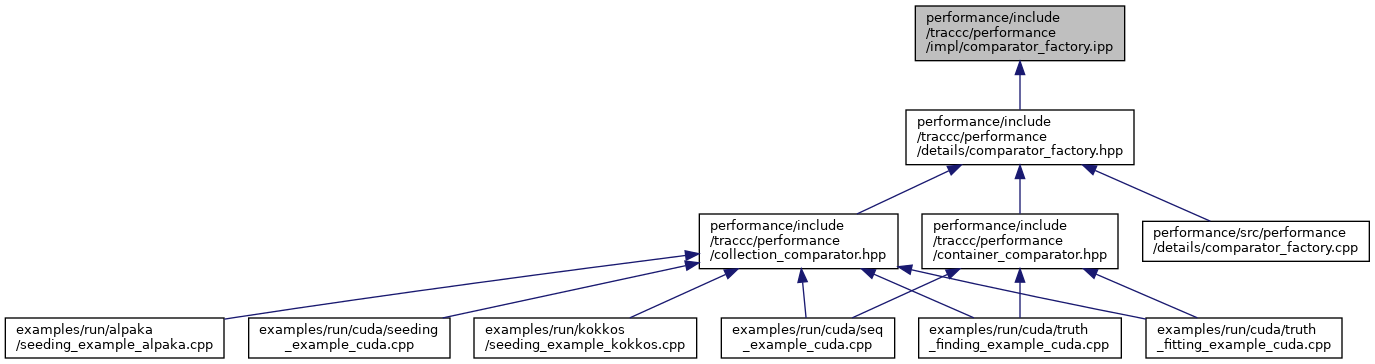 performance/include
/traccc/performance
/impl/comparator_factory.ipp
performance/include
/traccc/performance
/details/comparator_factory.hpp
performance/include
/traccc/performance
/collection_comparator.hpp
performance/include
/traccc/performance
/container_comparator.hpp
performance/src/performance
/details/comparator_factory.cpp
examples/run/alpaka
/seeding_example_alpaka.cpp
examples/run/cuda/seeding
_example_cuda.cpp
examples/run/kokkos
/seeding_example_kokkos.cpp
examples/run/cuda/seq
_example_cuda.cpp
examples/run/cuda/truth
_finding_example_cuda.cpp
examples/run/cuda/truth
_fitting_example_cuda.cpp